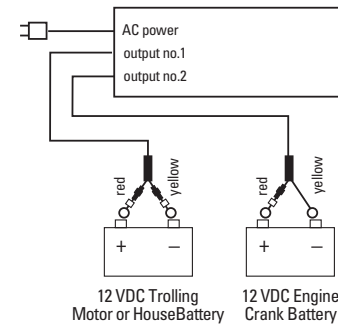 AC power
output no.1
output no.2
red
yellow
red
yellow
+
–
+
–
12 VDC Trolling
Motor or HouseBattery
12 VDC Engine
Crank Battery